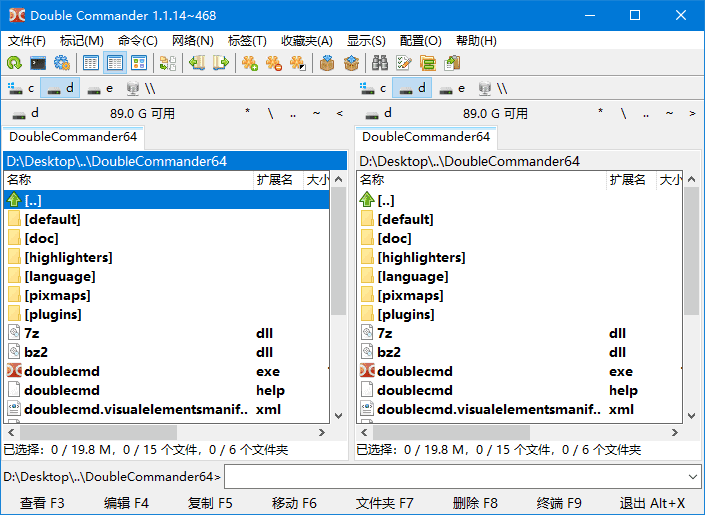 Double Commander 1.1.14~468
文件(F) 标记(M) 命令(C) 网络(N) 标签(T) 收藏夹(A) 显示(S) 配置(O) 帮助(H)
c d e \\ c d e \\
d 89.0 G 可用 * \ .. ~ < d 89.0 G 可用 * \ .. ~ >
DoubleCommander64 DoubleCommander64
D:\Desktop\..\DoubleCommander64 D:\Desktop\..\DoubleCommander64
名称 扩展名 大小 名称 扩展名 大小
[..] [..]
[default] [default]
[doc] [doc]
[highlighters] [highlighters]
[language] [language]
[pixmaps] [pixmaps]
[plugins] [plugins]
7z dll 7z dll
bz2 dll bz2 dll
doublecmd exe doublecmd exe
doublecmd help doublecmd help
doublecmd.visualelementsmanif.. xml doublecmd.visualelementsmanif.. xml
已选择：0 / 19.8 M，0 / 15 个文件，0 / 6 个文件夹 已选择：0 / 19.8 M，0 / 15 个文件，0 / 6 个文件夹
D:\Desktop\..\DoubleCommander64>
查看 F3 编辑 F4 复制 F5 移动 F6 文件夹 F7 删除 F8 终端 F9 退出 Alt+X